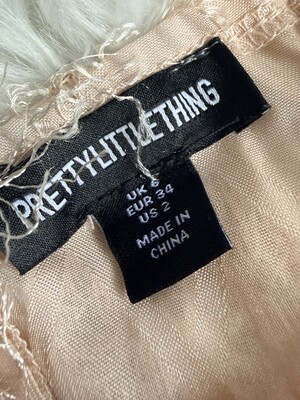 PRETTYLITTLETHING
UK 6
EUR 34
US 2
MADE IN
CHINA